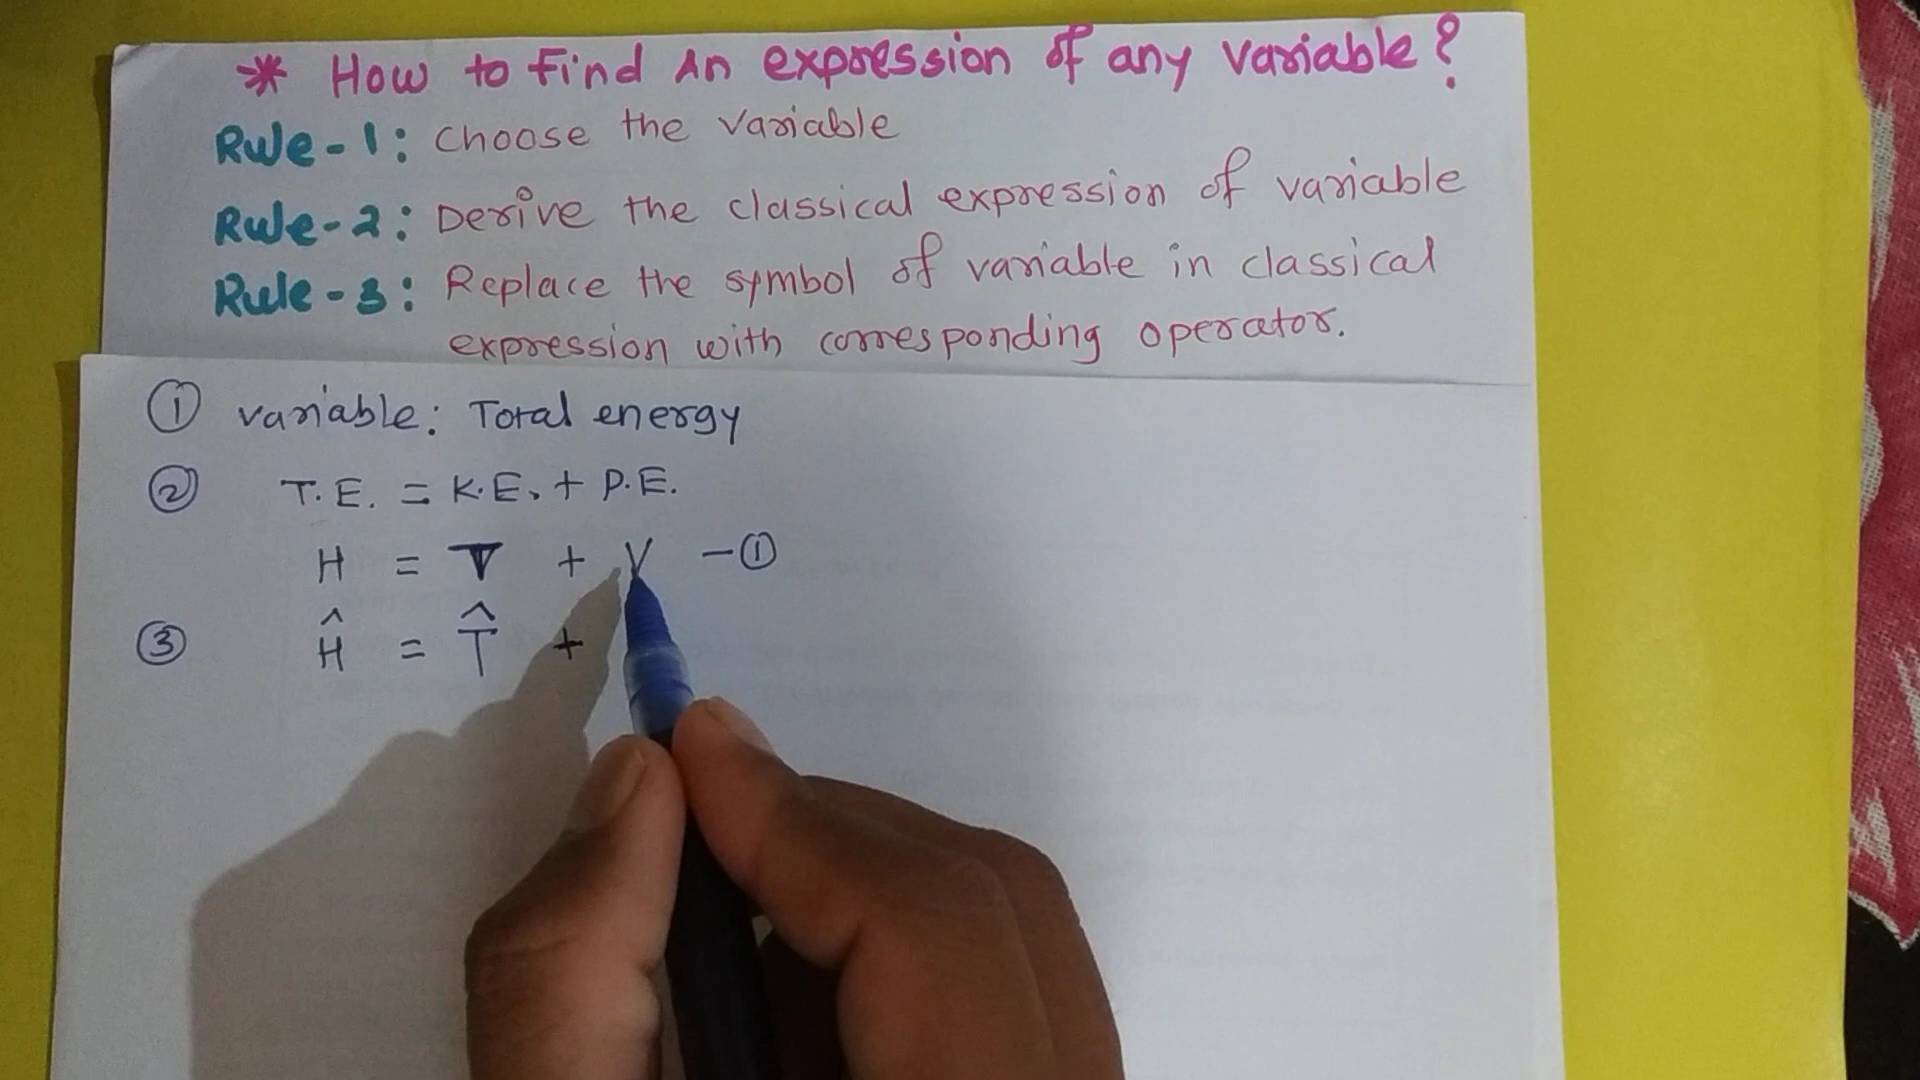 * How to Find An expression of any variable?
Rule-1: choose the variable
Rule-2: Derive the classical expression of variable
Rule-3: Replace the symbol of variable in classical
expression with corresponding operator.
① variable: Total energy
② T.E. = K.E. + P.E.
H = T + V -①
③ Ĥ = T̂ +